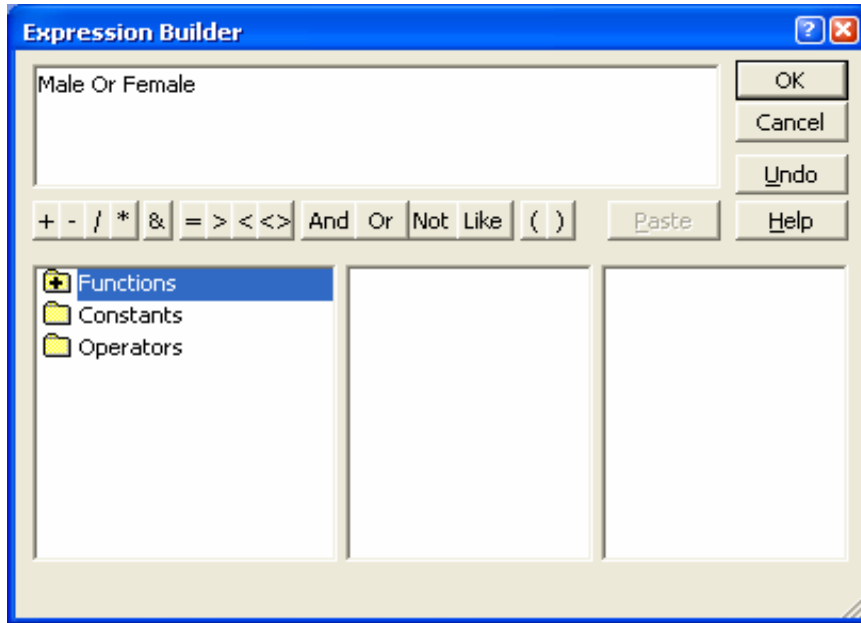 Expression Builder
Male Or Female
OK
Cancel
Undo
+ - / * & = > < <> And Or Not Like ( ) Paste Help
Functions
Constants
Operators